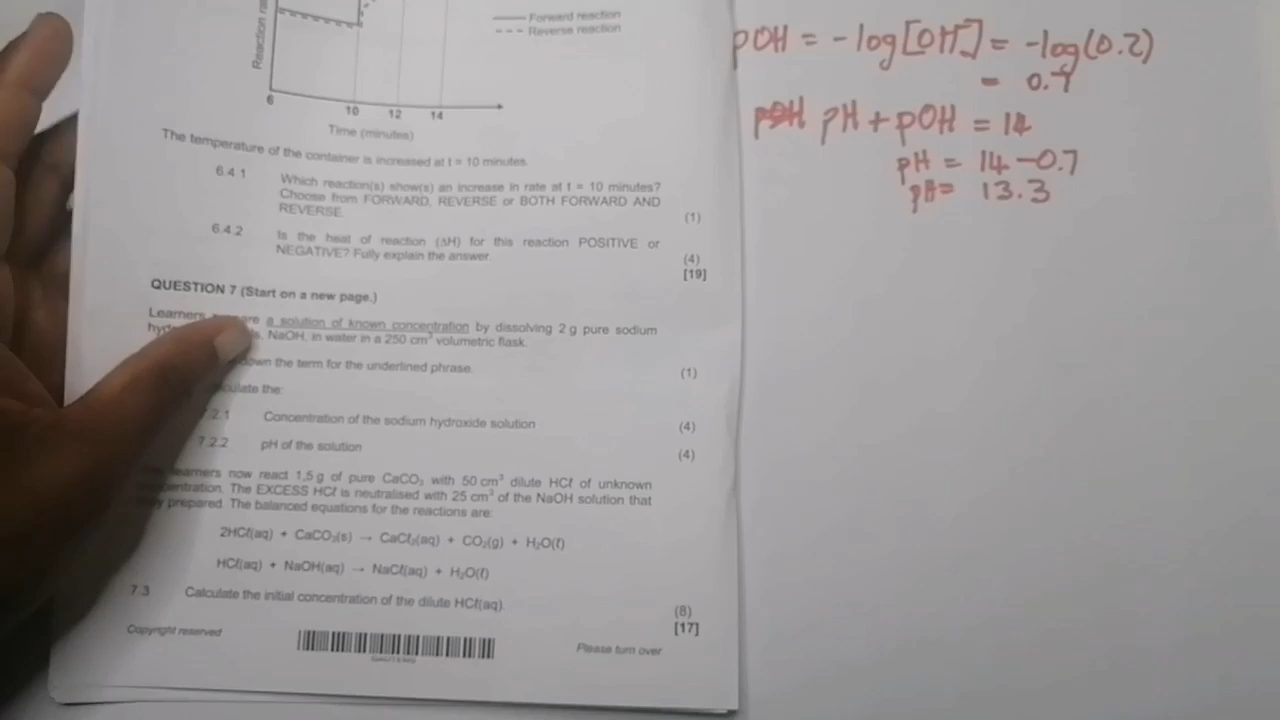 Reaction
Forward reaction
Reverse reaction
6
10 12 14
Time (minutes)
The temperature of the container is increased at t = 10 minutes.
6.4.1 Which reaction(s) show(s) an increase in rate at t = 10 minutes?
Choose from FORWARD, REVERSE or BOTH FORWARD AND
REVERSE. (1)
6.4.2 Is the heat of reaction (ΔH) for this reaction POSITIVE or
NEGATIVE? Fully explain the answer. (4)
[19]
QUESTION 7 (Start on a new page.)
Learners a solution of known concentration by dissolving 2 g pure sodium
NaOH, in water in a 250 cm³ volumetric flask.
down the term for the underlined phrase. (1)
the:
7.2.1 Concentration of the sodium hydroxide solution (4)
7.2.2 pH of the solution (4)
learners now react 1,5 g of pure CaCO₃ with 50 cm³ dilute HCℓ of unknown
The EXCESS HCℓ is neutralised with 25 cm³ of the NaOH solution that
prepared. The balanced equations for the reactions are:
2HCℓ(aq) + CaCO₃(s) → CaCℓ₂(aq) + CO₂(g) + H₂O(ℓ)
HCℓ(aq) + NaOH(aq) → NaCℓ(aq) + H₂O(ℓ)
7.3 Calculate the initial concentration of the dilute HCℓ(aq). (8)
[17]
Copyright reserved Please turn over
pOH = -log[OH⁻] = -log(0.2)
= 0.7
pH + pOH = 14
pH = 14 - 0.7
pH = 13.3